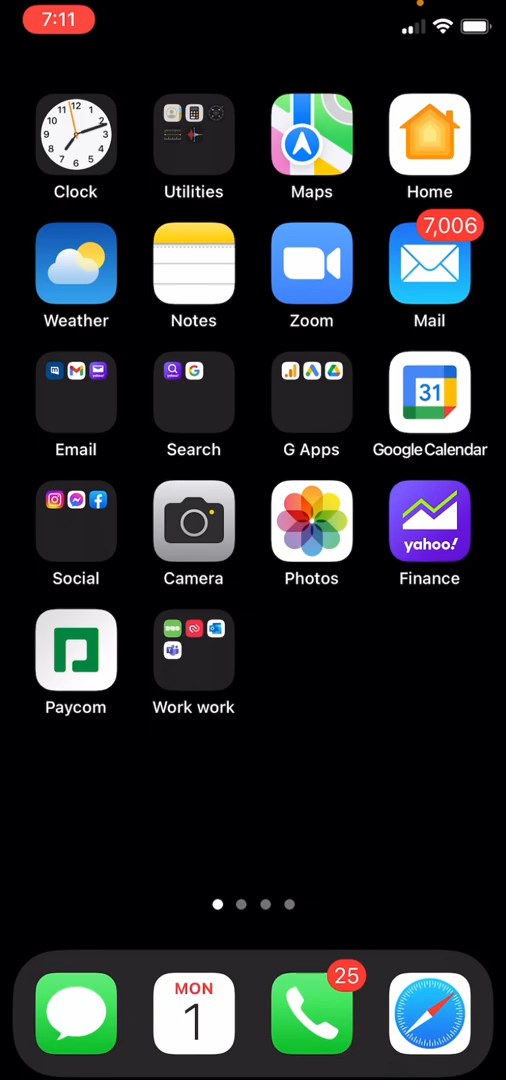 7:11
Clock
Utilities
Maps
Home
7,006
Weather
Notes
Zoom
Mail
Email
Search
G Apps
31
Google Calendar
yahoo!
Social
Camera
Photos
Finance
Paycom
Work work
MON
1
25